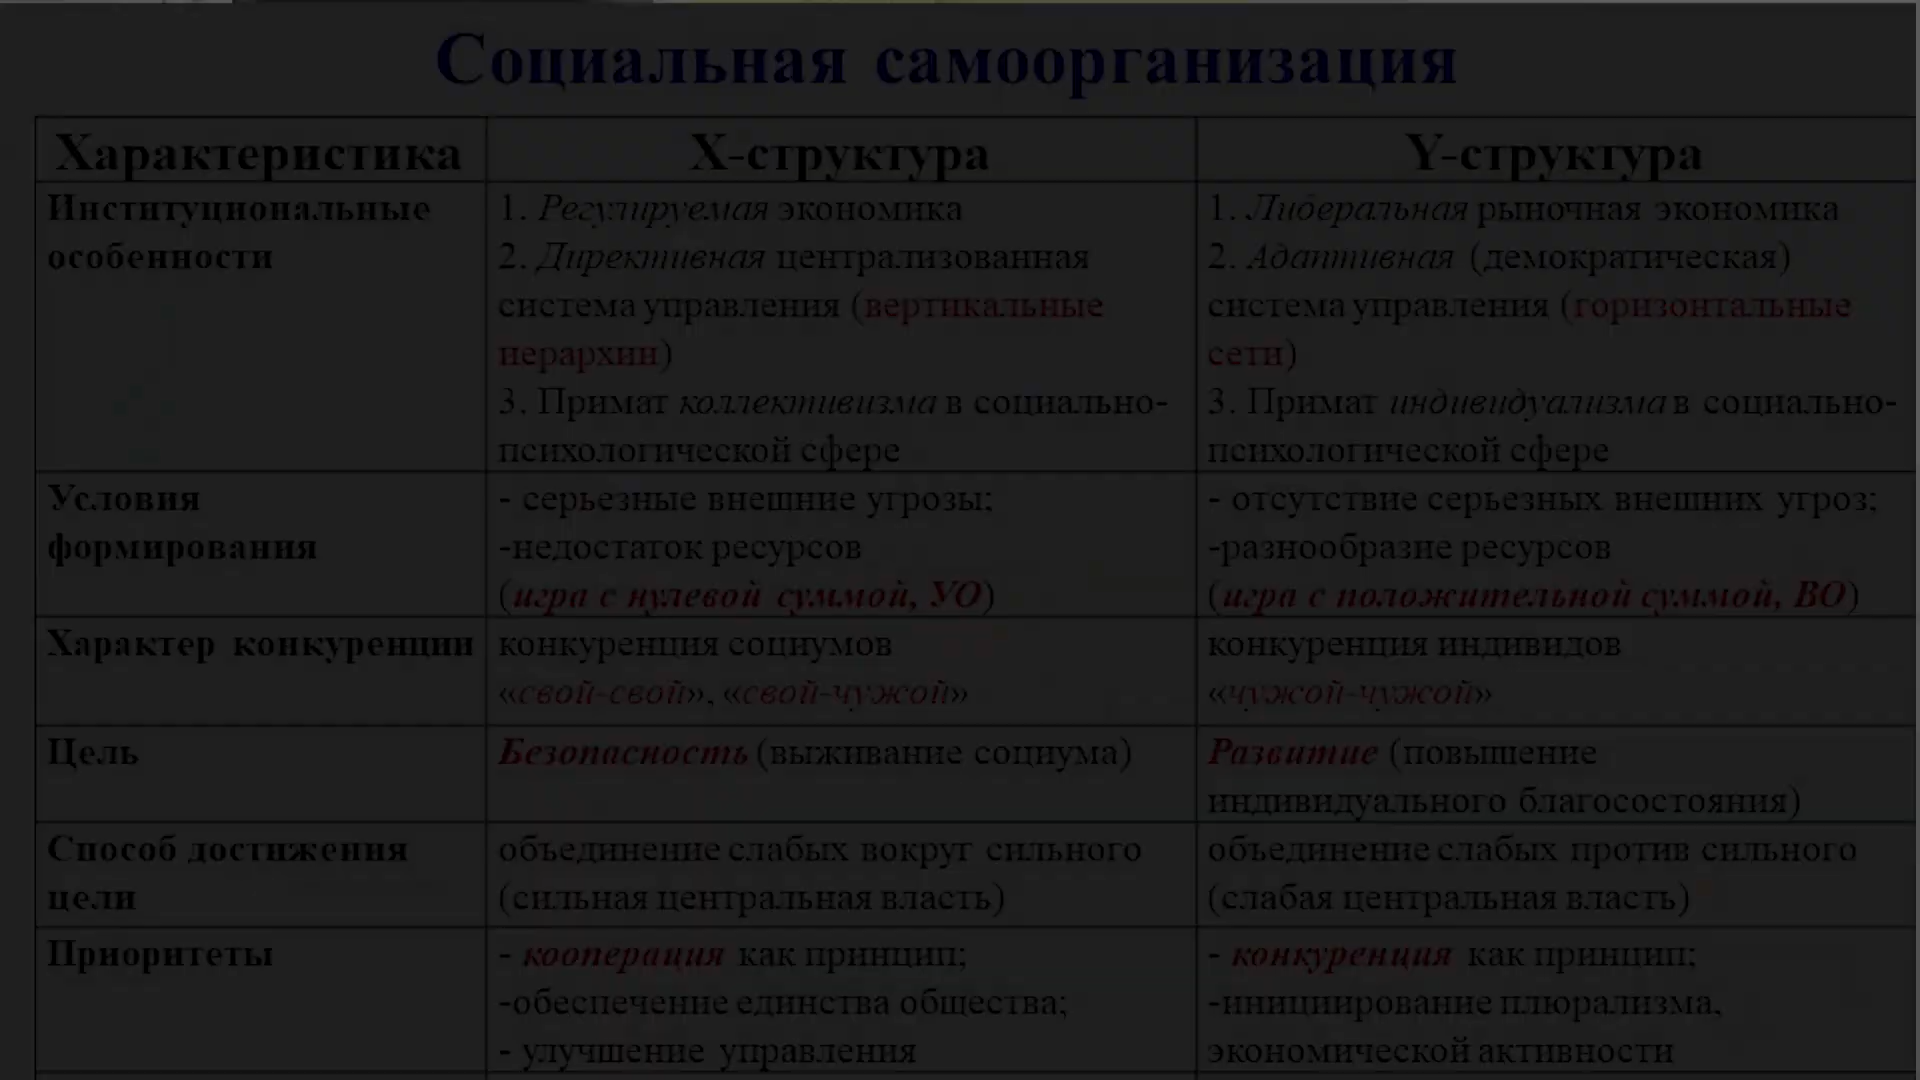 Социальная самоорганизация
Характеристика
X-структура
Y-структура
Институциональные
особенности
1. Регулируемая экономика
2. Директивная централизованная
система управления (вертикальные
иерархии)
3. Примат коллективизма в социально-
психологической сфере
1. Либеральная рыночная экономика
2. Адаптивная (демократическая)
система управления (горизонтальные
сети)
3. Примат индивидуализма в социально-
психологической сфере
Условия
формирования
- серьезные внешние угрозы;
-недостаток ресурсов
(игра с нулевой суммой, УО)
- отсутствие серьезных внешних угроз;
-разнообразие ресурсов
(игра с положительной суммой, ВО)
Характер конкуренции
конкуренция социумов
«свой-свой», «свой-чужой»
конкуренция индивидов
«чужой-чужой»
Цель
Безопасность (выживание социума)
Развитие (повышение
индивидуального благосостояния)
Способ достижения
цели
объединение слабых вокруг сильного
(сильная центральная власть)
объединение слабых против сильного
(слабая центральная власть)
Приоритеты
- кооперация как принцип;
-обеспечение единства общества;
- улучшение управления
- конкуренция как принцип;
-инициирование плюрализма,
экономической активности